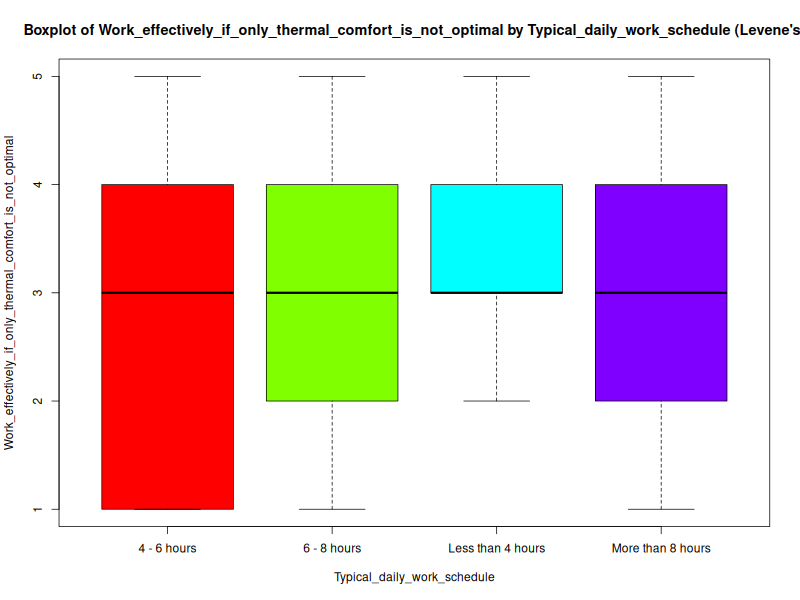 Boxplot of Work_effectively_if_only_thermal_comfort_is_not_optimal by Typical_daily_work_schedule (Levene's
Work_effectively_if_only_thermal_comfort_is_not_optimal
5
4
3
2
1
4 - 6 hours
6 - 8 hours
Less than 4 hours
More than 8 hours
Typical_daily_work_schedule